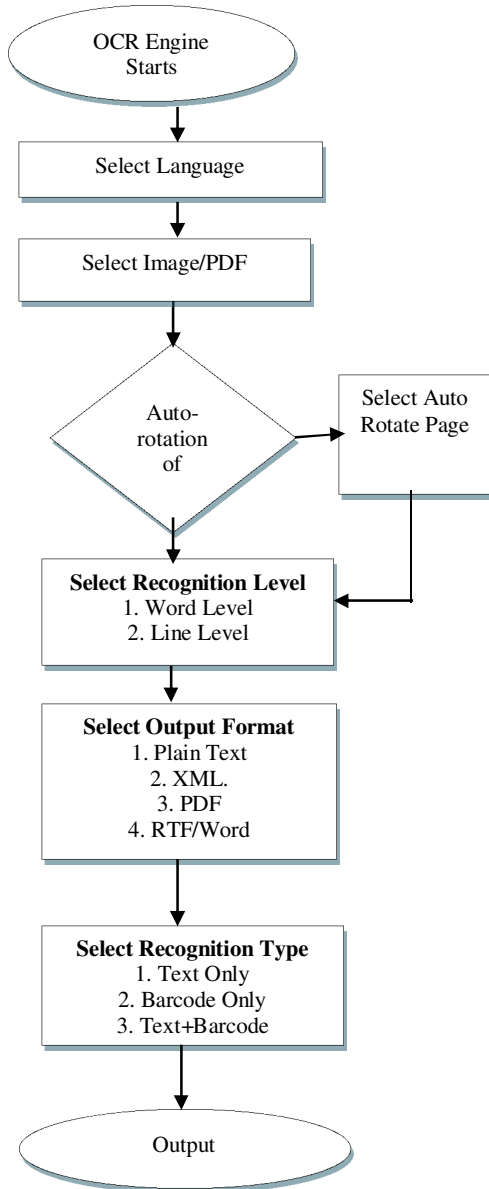 OCR Engine
Starts
Select Language
Select Image/PDF
Auto-
rotation
of
Select Auto
Rotate Page
Select Recognition Level
1. Word Level
2. Line Level
Select Output Format
1. Plain Text
2. XML.
3. PDF
4. RTF/Word
Select Recognition Type
1. Text Only
2. Barcode Only
3. Text+Barcode
Output